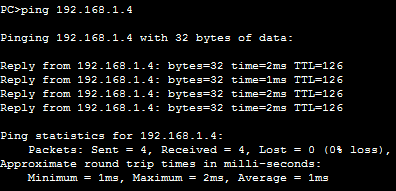 PC>ping 192.168.1.4
Pinging 192.168.1.4 with 32 bytes of data:
Reply from 192.168.1.4: bytes=32 time=2ms TTL=126
Reply from 192.168.1.4: bytes=32 time=1ms TTL=126
Reply from 192.168.1.4: bytes=32 time=2ms TTL=126
Reply from 192.168.1.4: bytes=32 time=2ms TTL=126
Ping statistics for 192.168.1.4:
    Packets: Sent = 4, Received = 4, Lost = 0 (0% loss),
Approximate round trip times in milli-seconds:
    Minimum = 1ms, Maximum = 2ms, Average = 1ms